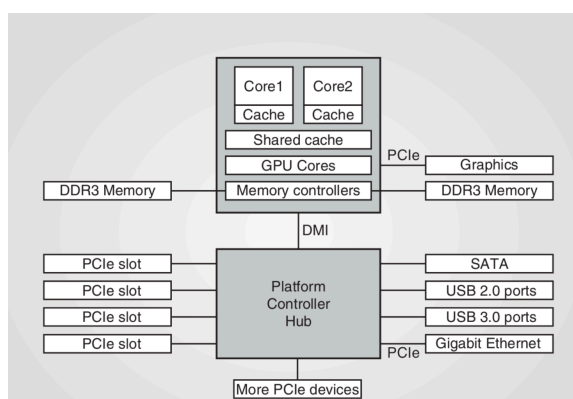 Core1
Core2
Cache
Cache
Shared cache
GPU Cores
PCIe
Graphics
DDR3 Memory
Memory controllers
DDR3 Memory
DMI
PCIe slot
SATA
PCIe slot
Platform
Controller
Hub
USB 2.0 ports
PCIe slot
USB 3.0 ports
PCIe slot
PCIe
Gigabit Ethernet
More PCIe devices